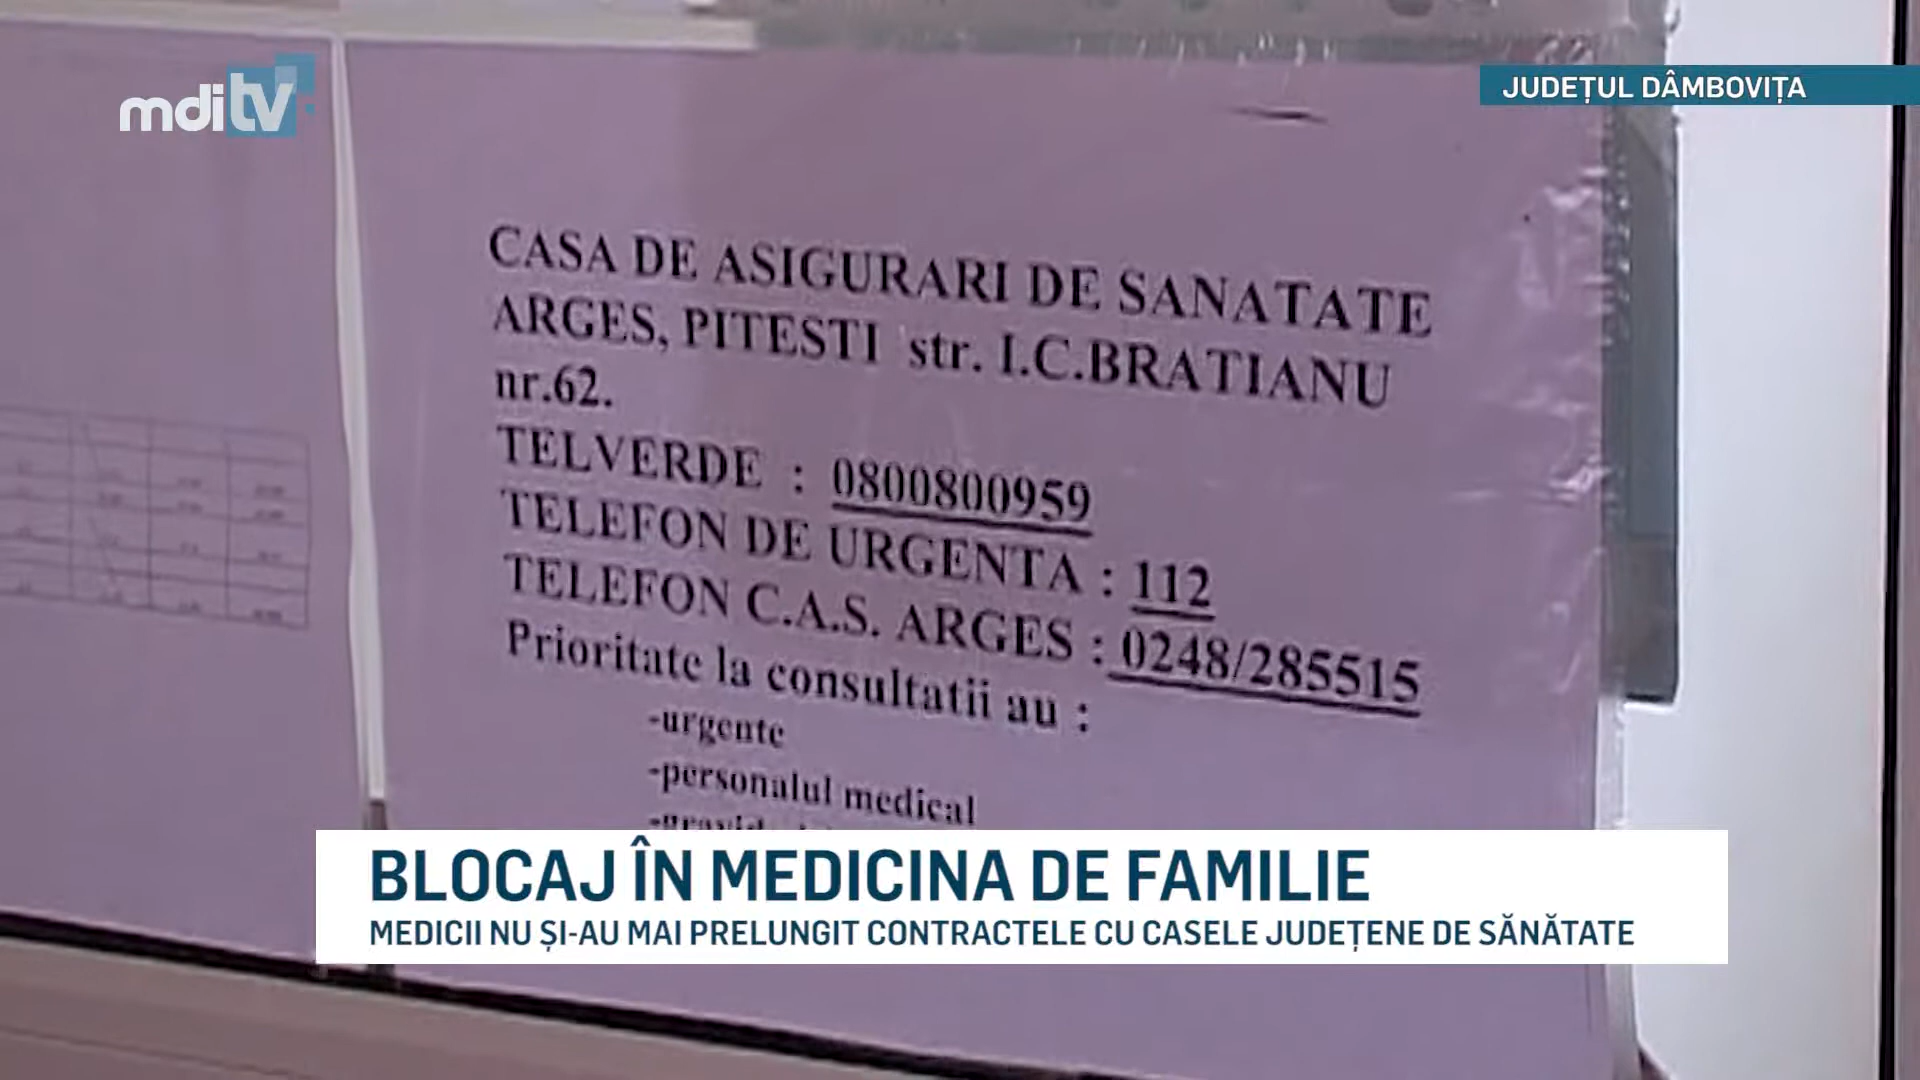 mditv
JUDEȚUL DÂMBOVIȚA
CASA DE ASIGURARI DE SANATATE
ARGES, PITESTI str. I.C.BRATIANU
nr.62.
TELVERDE : 0800800959
TELEFON DE URGENTA : 112
TELEFON C.A.S. ARGES : 0248/285515
Prioritate la consultatii au :
-urgente
-personalul medical
BLOCAJ ÎN MEDICINA DE FAMILIE
MEDICII NU ȘI-AU MAI PRELUNGIT CONTRACTELE CU CASELE JUDEȚENE DE SĂNĂTATE